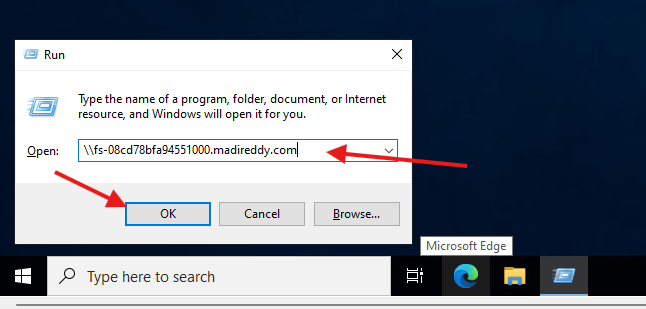 Run
Type the name of a program, folder, document, or Internet
resource, and Windows will open it for you.
Open:
\\fs-08cd78bfa94551000.madireddy.com
OK
Cancel
Browse...
Microsoft Edge
Type here to search